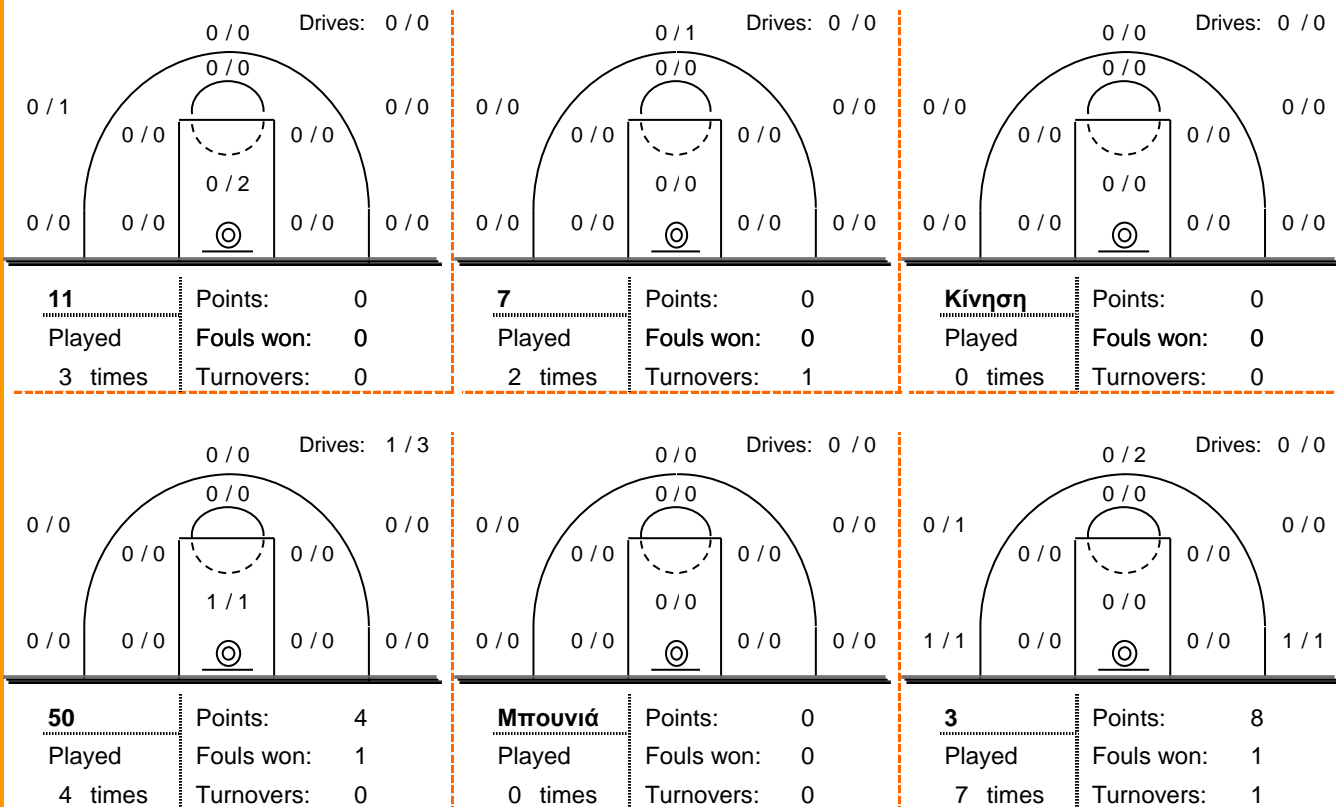 Drives: 0 / 0
0 / 0
0 / 0
0 / 1
0 / 0
0 / 0
0 / 0
0 / 2
0 / 0
0 / 0
0 / 0
0 / 0
11
Points: 0
Played
Fouls won: 0
3 times
Turnovers: 0
Drives: 0 / 0
0 / 1
0 / 0
0 / 0
0 / 0
0 / 0
0 / 0
0 / 0
0 / 0
0 / 0
0 / 0
0 / 0
7
Points: 0
Played
Fouls won: 0
2 times
Turnovers: 1
Drives: 0 / 0
0 / 0
0 / 0
0 / 0
0 / 0
0 / 0
0 / 0
0 / 0
0 / 0
0 / 0
0 / 0
0 / 0
Κίνηση
Points: 0
Played
Fouls won: 0
0 times
Turnovers: 0
Drives: 1 / 3
0 / 0
0 / 0
0 / 0
0 / 0
0 / 0
0 / 0
1 / 1
0 / 0
0 / 0
0 / 0
0 / 0
50
Points: 4
Played
Fouls won: 1
4 times
Turnovers: 0
Drives: 0 / 0
0 / 0
0 / 0
0 / 0
0 / 0
0 / 0
0 / 0
0 / 0
0 / 0
0 / 0
0 / 0
0 / 0
Μπουνιά
Points: 0
Played
Fouls won: 0
0 times
Turnovers: 0
Drives: 0 / 0
0 / 2
0 / 0
0 / 1
0 / 0
0 / 0
0 / 0
0 / 0
1 / 1
0 / 0
0 / 0
1 / 1
3
Points: 8
Played
Fouls won: 1
7 times
Turnovers: 1